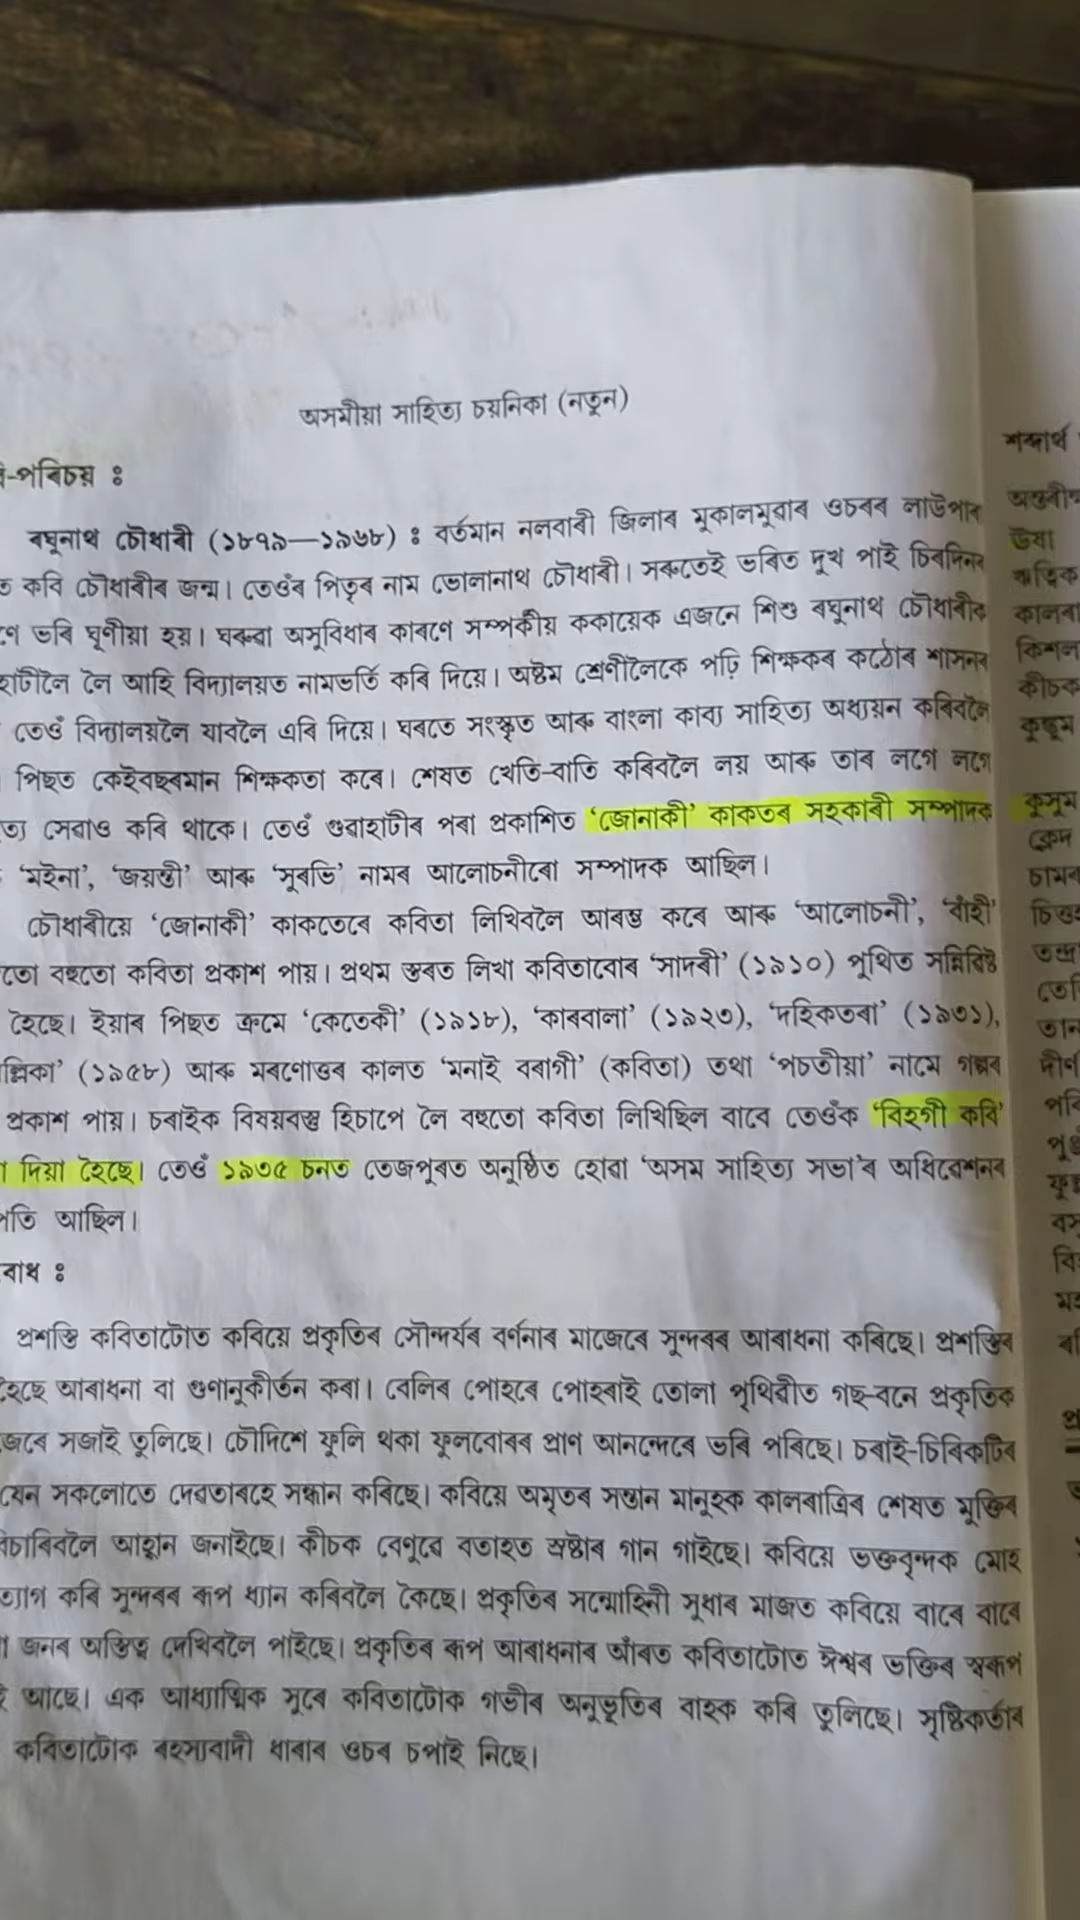 অসমীয়া সাহিত্য চয়নিকা (নতুন)
-পৰিচয় ঃ
ৰঘুনাথ চৌধাৰী (১৮৭৯—১৯৬৮) ঃ বৰ্তমান নলবাৰী জিলাৰ মুকালমুৱাৰ ওচৰৰ লাউপাৰ
ত কবি চৌধাৰীৰ জন্ম। তেওঁৰ পিতৃৰ নাম ভোলানাথ চৌধাৰী। সৰুতেই ভৰিত দুখ পাই চিৰদিনৰ
ণে ভৰি ঘূণীয়া হয়। ঘৰুৱা অসুবিধাৰ কাৰণে সম্পৰ্কীয় ককায়েক এজনে শিশু ৰঘুনাথ চৌধাৰীক
হাটীলৈ লৈ আহি বিদ্যালয়ত নামভৰ্তি কৰি দিয়ে। অষ্টম শ্ৰেণীলৈকে পঢ়ি শিক্ষকৰ কঠোৰ শাসনৰ
তেওঁ বিদ্যালয়লৈ যাবলৈ এৰি দিয়ে। ঘৰতে সংস্কৃত আৰু বাংলা কাব্য সাহিত্য অধ্যয়ন কৰিবলৈ
পিছত কেইবছৰমান শিক্ষকতা কৰে। শেষত খেতি-বাতি কৰিবলৈ লয় আৰু তাৰ লগে লগে
ত্য সেৱাও কৰি থাকে। তেওঁ গুৱাহাটীৰ পৰা প্ৰকাশিত ‘জোনাকী’ কাকতৰ সহকাৰী সম্পাদক
‘মইনা’, ‘জয়ন্তী’ আৰু ‘সুৰভি’ নামৰ আলোচনীৰো সম্পাদক আছিল।
চৌধাৰীয়ে ‘জোনাকী’ কাকতেৰে কবিতা লিখিবলৈ আৰম্ভ কৰে আৰু ‘আলোচনী’, ‘বাঁহী’
তো বহুতো কবিতা প্ৰকাশ পায়। প্ৰথম স্তৰত লিখা কবিতাবোৰ ‘সাদৰী’ (১৯১০) পুথিত সন্নিৱিষ্ট
হৈছে। ইয়াৰ পিছত ক্ৰমে ‘কেতেকী’ (১৯১৮), ‘কাৰবালা’ (১৯২৩), ‘দহিকতৰা’ (১৯৩১),
ল্লিকা’ (১৯৫৮) আৰু মৰণোত্তৰ কালত ‘মনাই বৰাগী’ (কবিতা) তথা ‘পচতীয়া’ নামে গল্পৰ
প্ৰকাশ পায়। চৰাইক বিষয়বস্তু হিচাপে লৈ বহুতো কবিতা লিখিছিল বাবে তেওঁক ‘বিহগী কবি’
দিয়া হৈছে। তেওঁ ১৯৩৫ চনত তেজপুৰত অনুষ্ঠিত হোৱা ‘অসম সাহিত্য সভা’ৰ অধিৱেশনৰ
পতি আছিল।
বোধ ঃ
প্ৰশস্তি কবিতাটোত কবিয়ে প্ৰকৃতিৰ সৌন্দৰ্যৰ বৰ্ণনাৰ মাজেৰে সুন্দৰৰ আৰাধনা কৰিছে। প্ৰশস্তিৰ
হৈছে আৰাধনা বা গুণানুকীৰ্তন কৰা। বেলিৰ পোহৰে পোহৰাই তোলা পৃথিৱীত গছ-বনে প্ৰকৃতিক
জেৰে সজাই তুলিছে। চৌদিশে ফুলি থকা ফুলবোৰৰ প্ৰাণ আনন্দেৰে ভৰি পৰিছে। চৰাই-চিৰিকটিৰ
যেন সকলোতে দেৱতাৰহে সন্ধান কৰিছে। কবিয়ে অমৃতৰ সন্তান মানুহক কালৰাত্ৰিৰ শেষত মুক্তিৰ
বিচাৰিবলৈ আহ্বান জনাইছে। কীচক বেণুৱে বতাহত স্ৰষ্টাৰ গান গাইছে। কবিয়ে ভক্তবৃন্দক মোহ
ত্যাগ কৰি সুন্দৰৰ ৰূপ ধ্যান কৰিবলৈ কৈছে। প্ৰকৃতিৰ সন্মোহিনী সুধাৰ মাজত কবিয়ে বাৰে বাৰে
জনৰ অস্তিত্ব দেখিবলৈ পাইছে। প্ৰকৃতিৰ ৰূপ আৰাধনাৰ আঁৰত কবিতাটোত ঈশ্বৰ ভক্তিৰ স্বৰূপ
আছে। এক আধ্যাত্মিক সুৰে কবিতাটোক গভীৰ অনুভূতিৰ বাহক কৰি তুলিছে। সৃষ্টিকৰ্তাৰ
কবিতাটোক ৰহস্যবাদী ধাৰাৰ ওচৰ চপাই নিছে।
শব্দাৰ্থ
উষা
ঋত্বিক
কীচক
কুঙ্কুম
কুসুম
ক্লেদ